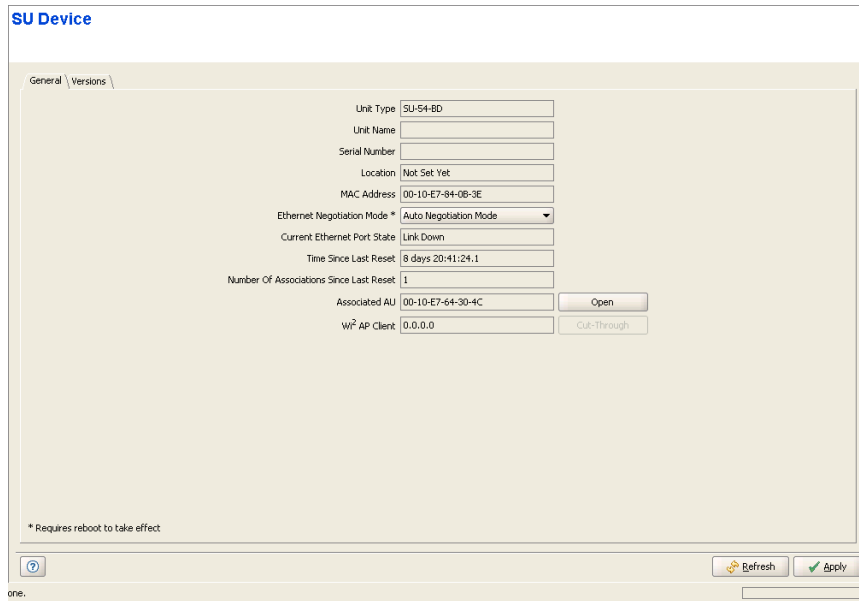 SU Device
General Versions
Unit Type SU-54-BD
Unit Name
Serial Number
Location Not Set Yet
MAC Address 00-10-E7-84-0B-3E
Ethernet Negotiation Mode * Auto Negotiation Mode
Current Ethernet Port State Link Down
Time Since Last Reset 8 days 20:41:24.1
Number Of Associations Since Last Reset 1
Associated AU 00-10-E7-64-30-4C Open
Wi² AP Client 0.0.0.0 Cut-Through
* Requires reboot to take effect
? Refresh Apply
one.